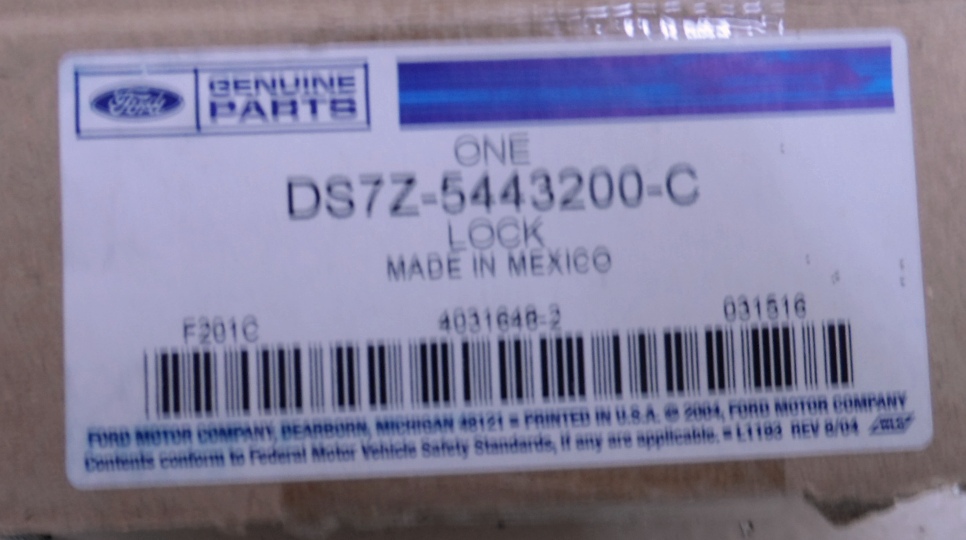 Ford GENUINE PARTS
ONE
DS7Z-5443200-C
LOCK
MADE IN MEXICO
F201C 4031648-2 031516
FORD MOTOR COMPANY, DEARBORN, MICHIGAN 48121 = PRINTED IN U.S.A. © 2004, FORD MOTOR COMPANY
Contents conform to Federal Motor Vehicle Safety Standards, if any are applicable. = L1193 REV 8/04